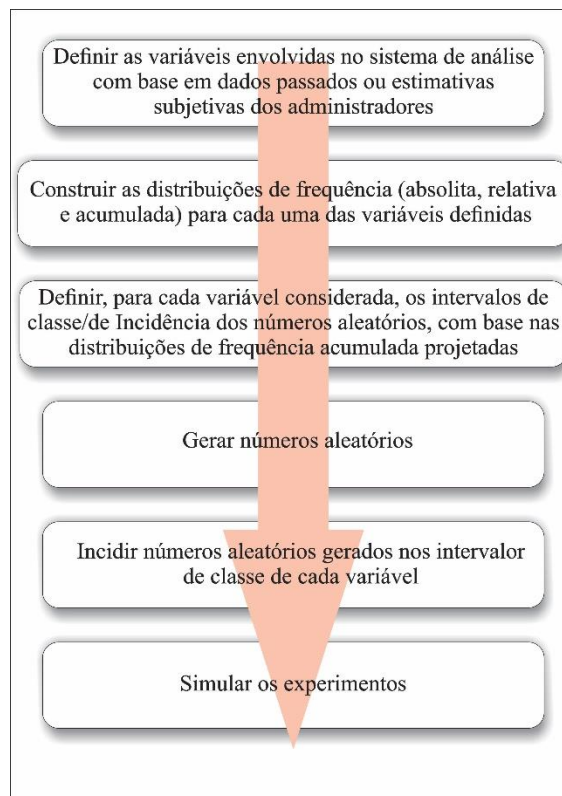 Definir as variáveis envolvidas no sistema de análise
com base em dados passados ou estimativas
subjetivas dos administradores
Construir as distribuições de frequência (absolita, relativa
e acumulada) para cada uma das variáveis definidas
Definir, para cada variável considerada, os intervalos de
classe/de Incidência dos números aleatórios, com base nas
distribuições de frequência acumulada projetadas
Gerar números aleatórios
Incidir números aleatórios gerados nos intervalor
de classe de cada variável
Simular os experimentos